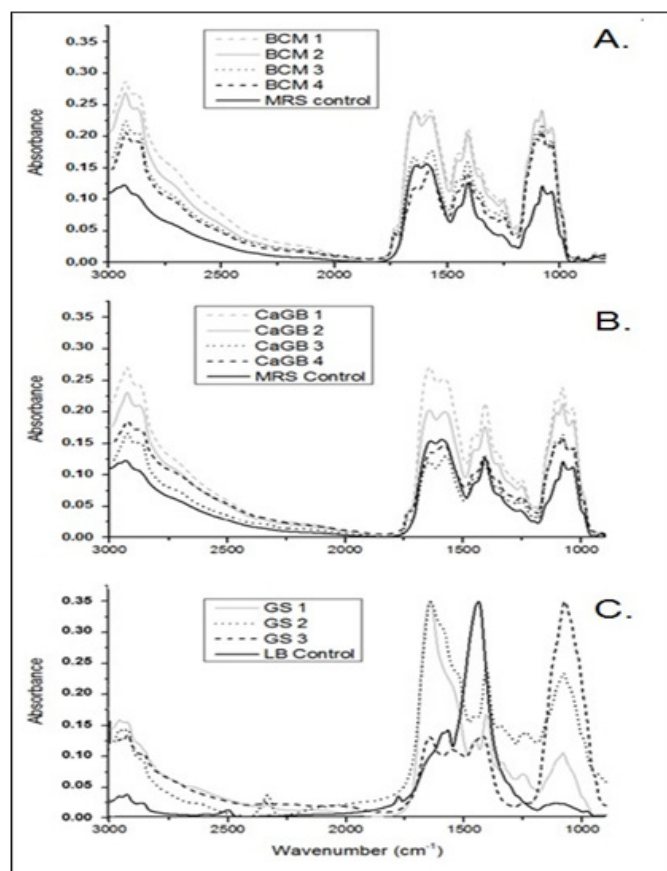 A.
BCM 1
BCM 2
BCM 3
BCM 4
MRS control
Absorbance
0.35
0.30
0.25
0.20
0.15
0.10
0.05
0.00
3000 2500 2000 1500 1000
B.
CaGB 1
CaGB 2
CaGB 3
CaGB 4
MRS Control
Absorbance
0.35
0.30
0.25
0.20
0.15
0.10
0.05
0.00
3000 2500 2000 1500 1000
C.
GS 1
GS 2
GS 3
LB Control
Absorbance
0.35
0.30
0.25
0.20
0.15
0.10
0.05
0.00
3000 2500 2000 1500 1000
Wavenumber (cm⁻¹)